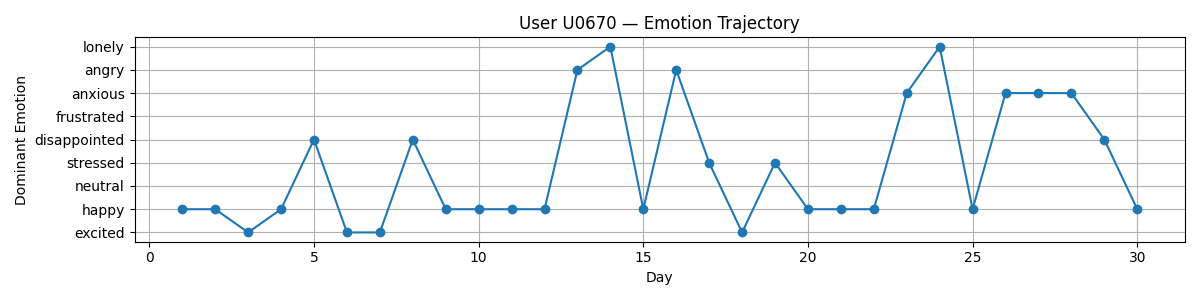 User U0670 — Emotion Trajectory
Dominant Emotion
lonely
angry
anxious
frustrated
disappointed
stressed
neutral
happy
excited
0 5 10 15 20 25 30
Day